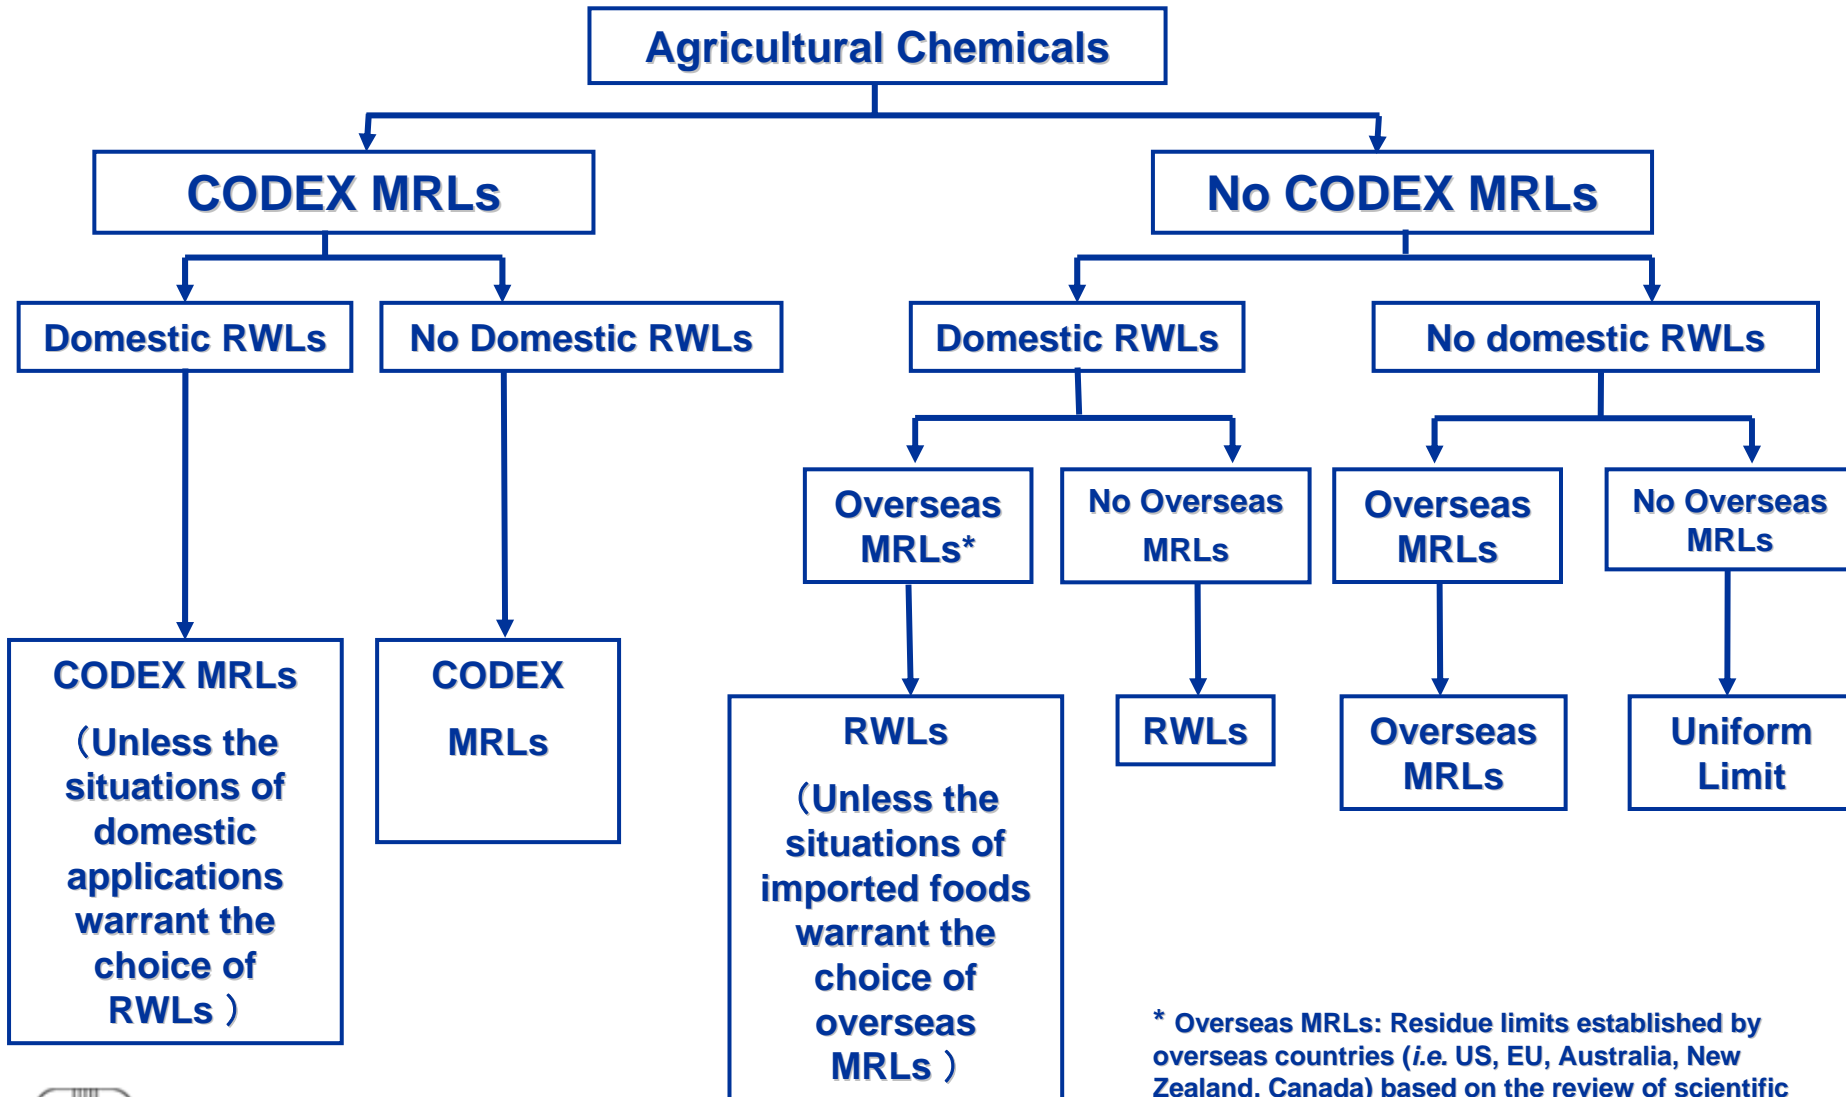 Agricultural Chemicals
CODEX MRLs
No CODEX MRLs
Domestic RWLs
No Domestic RWLs
Domestic RWLs
No domestic RWLs
Overseas
MRLs*
No Overseas
MRLs
Overseas
MRLs
No Overseas
MRLs
CODEX MRLs
（Unless the
situations of
domestic
applications
warrant the
choice of
RWLs ）
CODEX
MRLs
RWLs
（Unless the
situations of
imported foods
warrant the
choice of
overseas
MRLs ）
RWLs
Overseas
MRLs
Uniform
Limit
* Overseas MRLs: Residue limits established by
overseas countries (i.e. US, EU, Australia, New
Zealand, Canada) based on the review of scientific